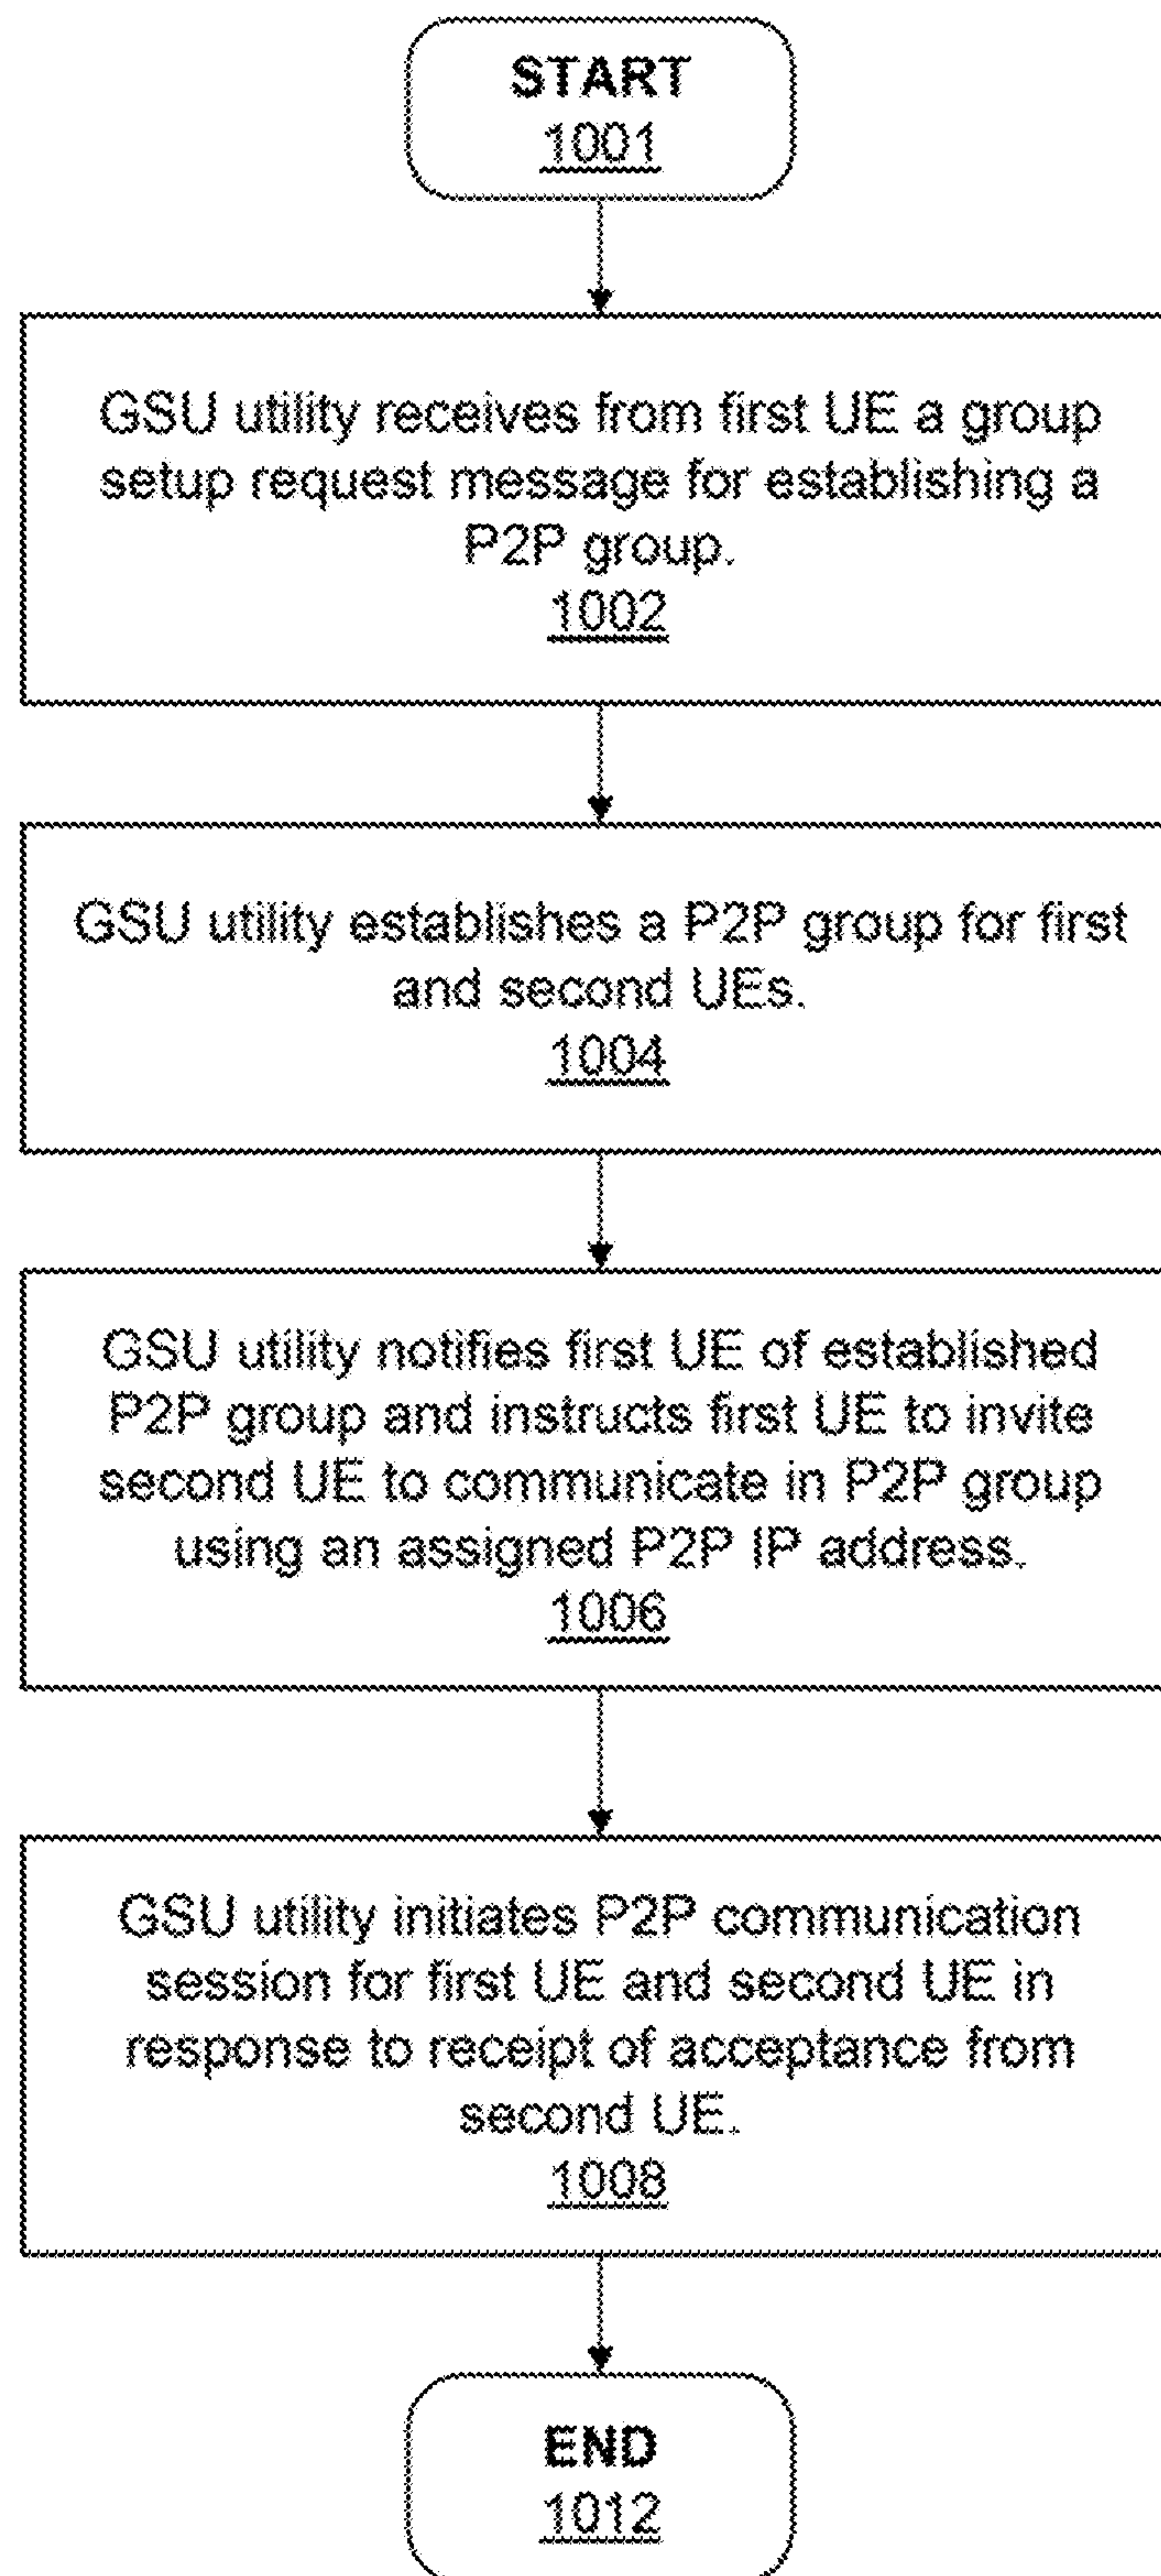 START
1001
GSU utility receives from first UE a group
setup request message for establishing a
P2P group.
1002
GSU utility establishes a P2P group for first
and second UEs.
1004
GSU utility notifies first UE of established
P2P group and instructs first UE to invite
second UE to communicate in P2P group
using an assigned P2P IP address.
1006
GSU utility initiates P2P communication
session for first UE and second UE in
response to receipt of acceptance from
second UE.
1008
END
1012